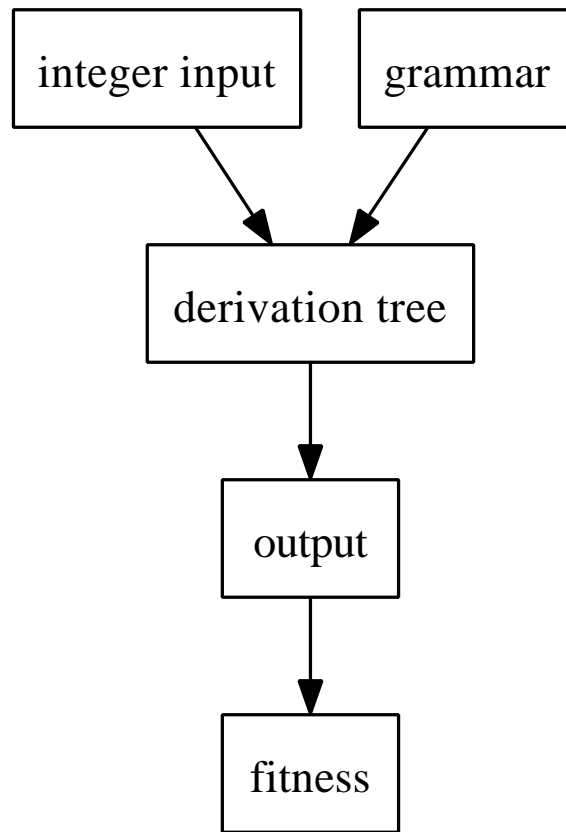 integer input
grammar
derivation tree
output
fitness